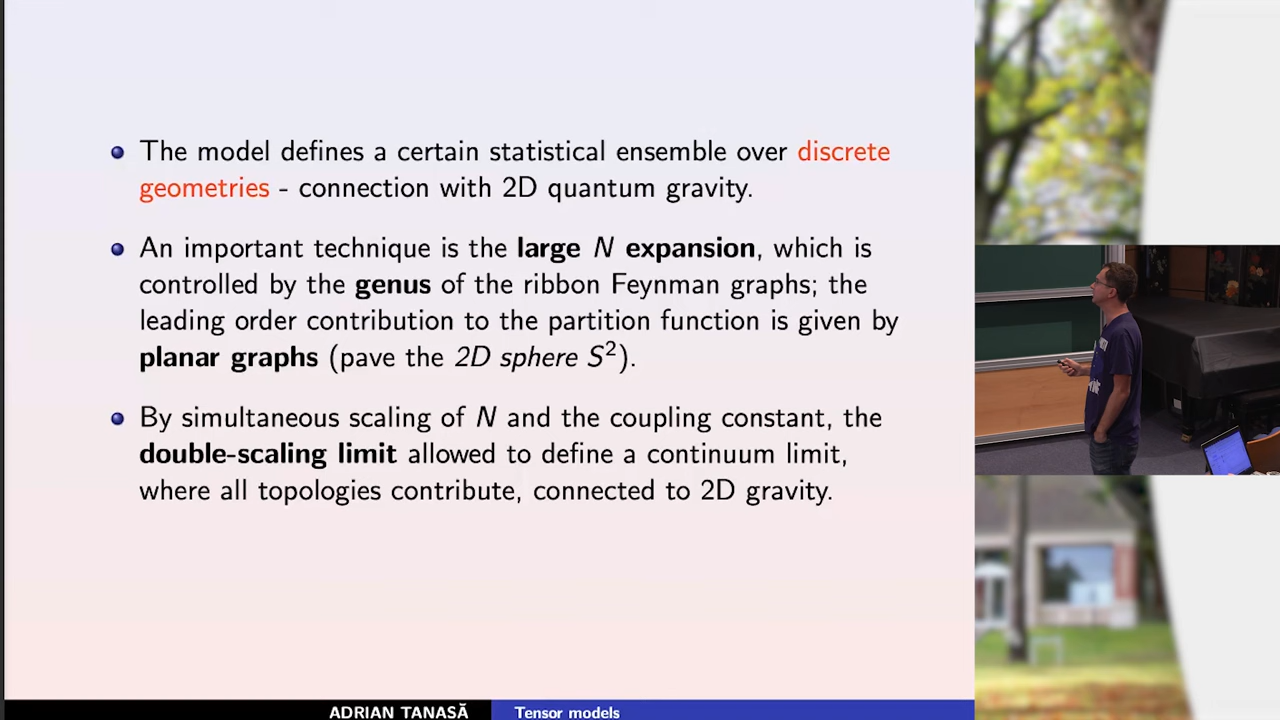 The model defines a certain statistical ensemble over discrete
geometries - connection with 2D quantum gravity.
An important technique is the large N expansion, which is
controlled by the genus of the ribbon Feynman graphs; the
leading order contribution to the partition function is given by
planar graphs (pave the 2D sphere S²).
By simultaneous scaling of N and the coupling constant, the
double-scaling limit allowed to define a continuum limit,
where all topologies contribute, connected to 2D gravity.
ADRIAN TANASĂ
Tensor models